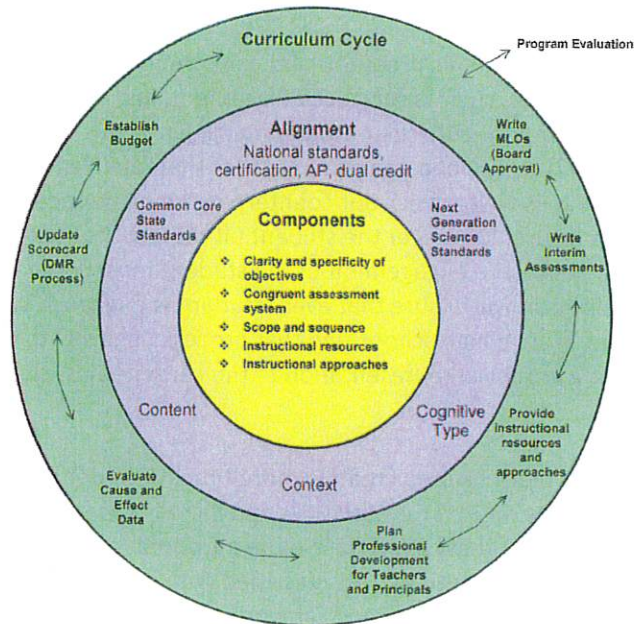 Curriculum Cycle
Program Evaluation
Write
MLOs
(Board
Approval)
Write
Interim
Assessments
Provide
instructional
resources
and
approaches
Plan
Professional
Development
for Teachers
and Principals
Evaluate
Cause and
Effect
Data
Update
Scorecard
(DMR
Process)
Establish
Budget
Alignment
National standards,
certification, AP, dual credit
Common Core
State
Standards
Next
Generation
Science
Standards
Content
Context
Cognitive
Type
Components
❖ Clarity and specificity of
objectives
❖ Congruent assessment
system
❖ Scope and sequence
❖ Instructional resources
❖ Instructional approaches